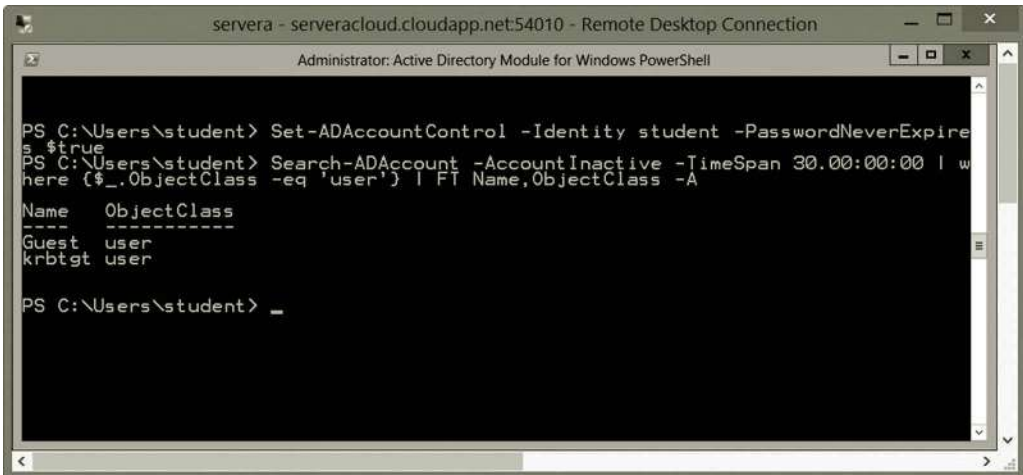 servera - serveracloud.cloudapp.net:54010 - Remote Desktop Connection
Administrator: Active Directory Module for Windows PowerShell
PS C:\Users\student> Set-ADAccountControl -Identity student -PasswordNeverExpire
s $true
PS C:\Users\student> Search-ADAccount -AccountInactive -TimeSpan 30.00:00:00 | w
here {$_.ObjectClass -eq 'user'} | FT Name,ObjectClass -A
Name ObjectClass
---- -----------
Guest user
krbtgt user
PS C:\Users\student> _